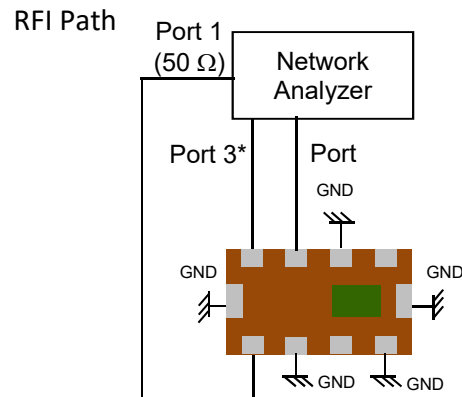 RFI Path
Port 1
(50 Ω)
Network
Analyzer
Port 3*
Port
GND
GND
GND
GND
GND